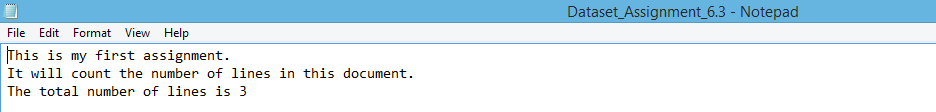 Dataset_Assignment_6.3 - Notepad
File Edit Format View Help
This is my first assignment.
It will count the number of lines in this document.
The total number of lines is 3